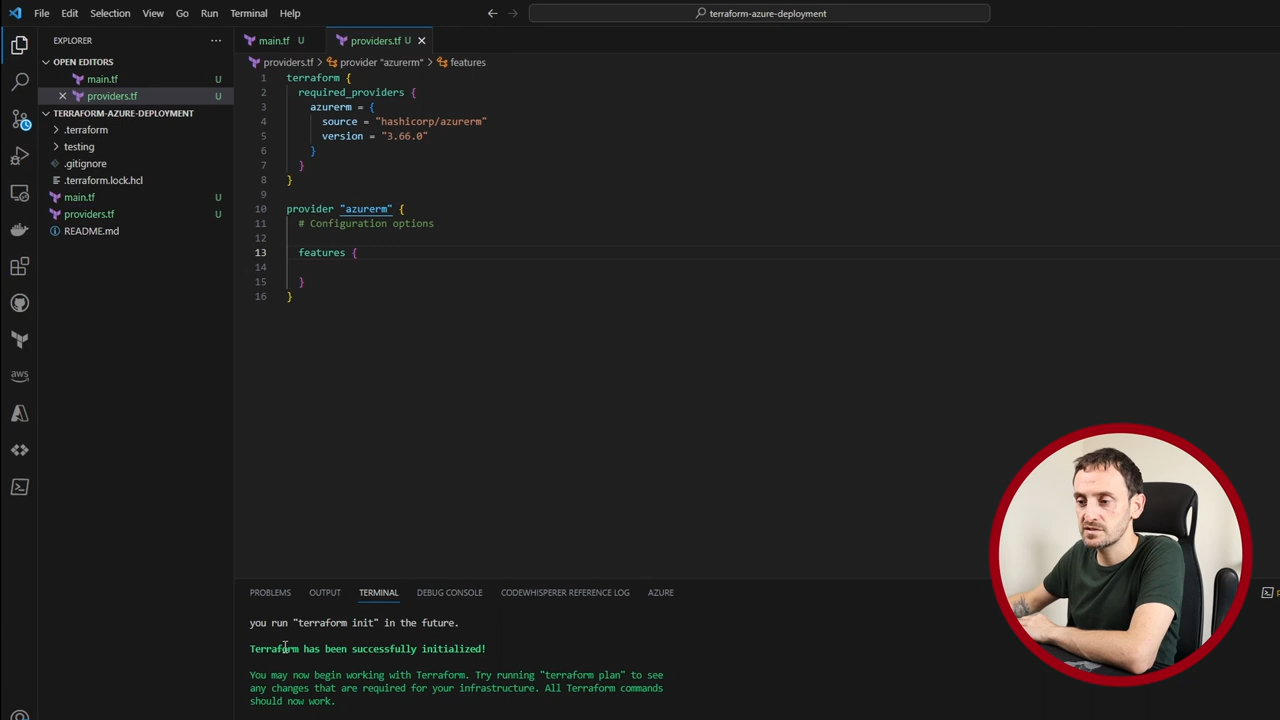 File Edit Selection View Go Run Terminal Help
terraform-azure-deployment
EXPLORER
main.tf U
providers.tf U
OPEN EDITORS
main.tf U
providers.tf U
TERRAFORM-AZURE-DEPLOYMENT
.terraform
testing
.gitignore
.terraform.lock.hcl
main.tf U
providers.tf U
README.md
aws
providers.tf > provider "azurerm" > features
1 terraform {
2 required_providers {
3 azurerm = {
4 source = "hashicorp/azurerm"
5 version = "3.66.0"
6 }
7 }
8 }
9
10 provider "azurerm" {
11 # Configuration options
12
13 features {
14
15 }
16 }
PROBLEMS OUTPUT TERMINAL DEBUG CONSOLE CODEWHISPERER REFERENCE LOG AZURE
you run "terraform init" in the future.
Terraform has been successfully initialized!
You may now begin working with Terraform. Try running "terraform plan" to see
any changes that are required for your infrastructure. All Terraform commands
should now work.